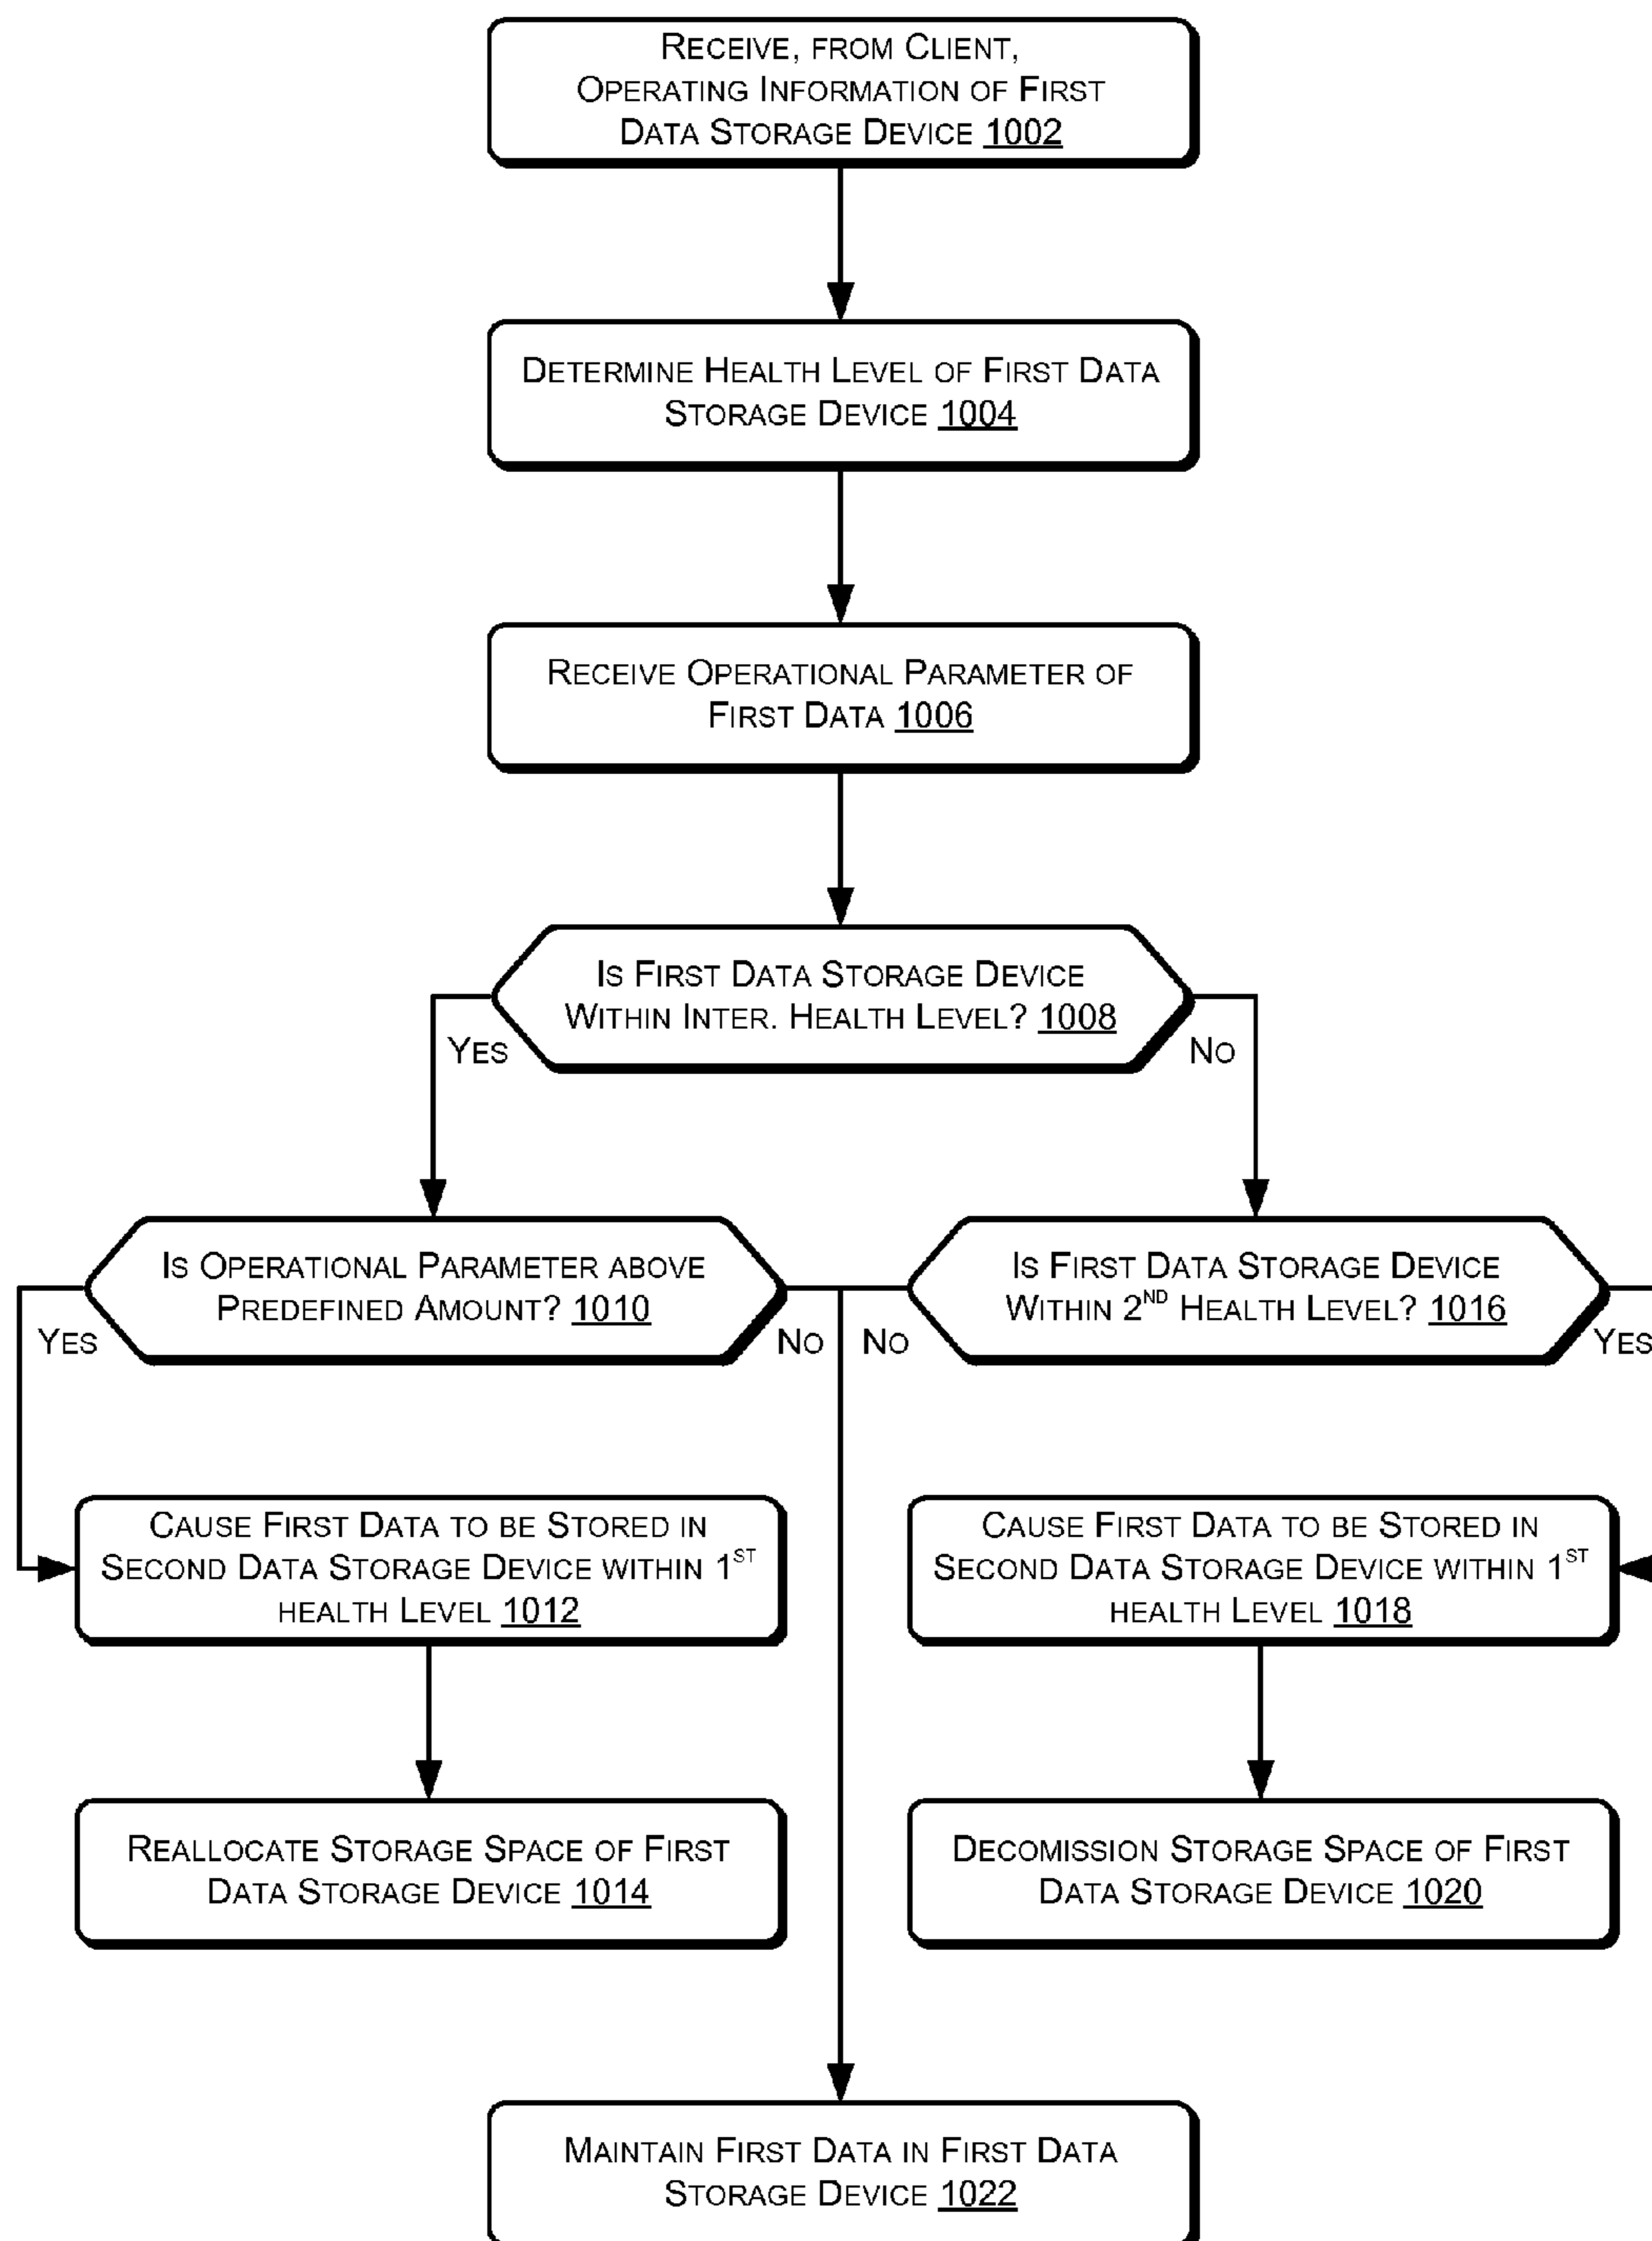 RECEIVE, FROM CLIENT,
OPERATING INFORMATION OF FIRST
DATA STORAGE DEVICE 1002
DETERMINE HEALTH LEVEL OF FIRST DATA
STORAGE DEVICE 1004
RECEIVE OPERATIONAL PARAMETER OF
FIRST DATA 1006
IS FIRST DATA STORAGE DEVICE
WITHIN INTER. HEALTH LEVEL? 1008
YES
NO
IS OPERATIONAL PARAMETER ABOVE
PREDEFINED AMOUNT? 1010
YES
NO
IS FIRST DATA STORAGE DEVICE
WITHIN 2ND HEALTH LEVEL? 1016
NO
YES
CAUSE FIRST DATA TO BE STORED IN
SECOND DATA STORAGE DEVICE WITHIN 1ST
HEALTH LEVEL 1012
CAUSE FIRST DATA TO BE STORED IN
SECOND DATA STORAGE DEVICE WITHIN 1ST
HEALTH LEVEL 1018
REALLOCATE STORAGE SPACE OF FIRST
DATA STORAGE DEVICE 1014
DECOMISSION STORAGE SPACE OF FIRST
DATA STORAGE DEVICE 1020
MAINTAIN FIRST DATA IN FIRST DATA
STORAGE DEVICE 1022